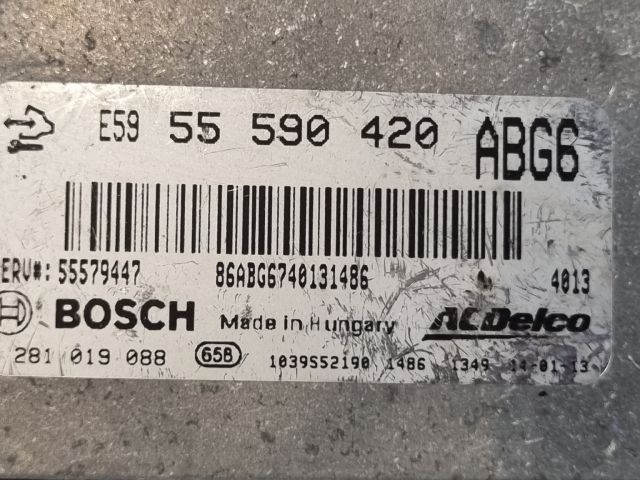 E59 55 590 420 ABG6
ERV#: 55579447 86ABG6740131486 4013
BOSCH Made in Hungary ACDelco
281 019 088 G5B 1039S52190 1486 1349 14-01-13